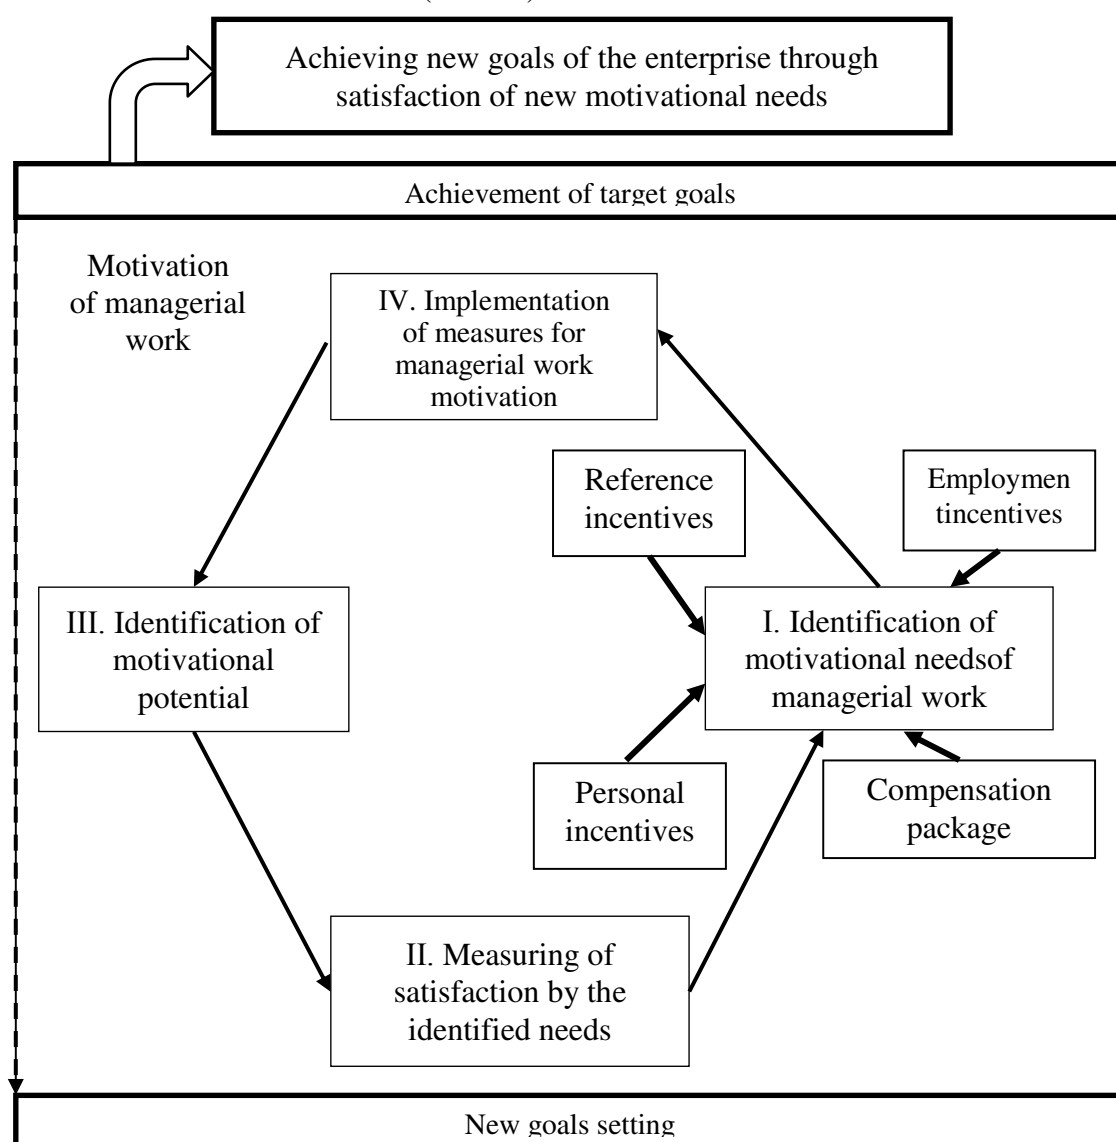 Achieving new goals of the enterprise through
satisfaction of new motivational needs
Achievement of target goals
Motivation
of managerial
work
IV. Implementation
of measures for
managerial work
motivation
Reference
incentives
Employmen
tincentives
III. Identification of
motivational
potential
I. Identification of
motivational needsof
managerial work
Personal
incentives
Compensation
package
II. Measuring of
satisfaction by the
identified needs
New goals setting